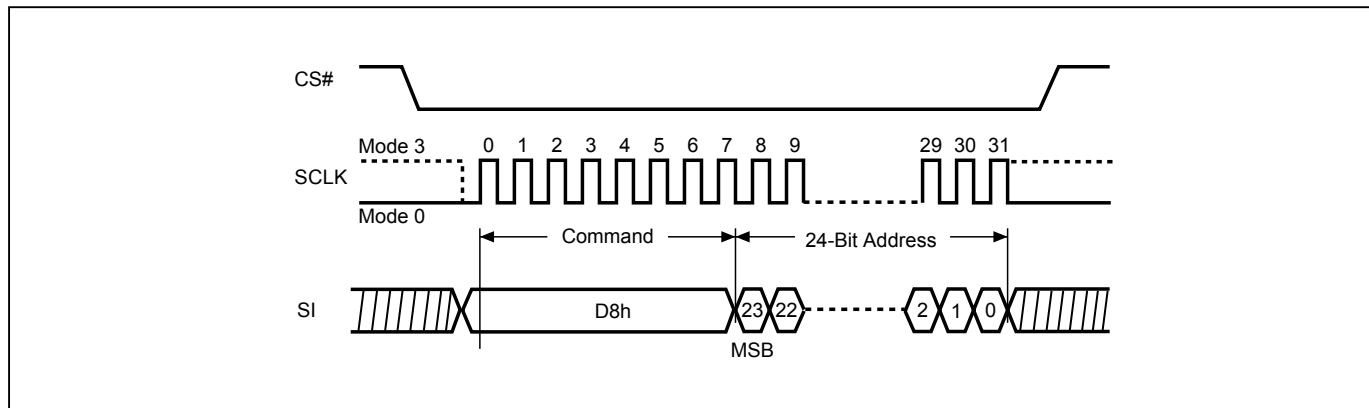 CS#
Mode 3
0 1 2 3 4 5 6 7 8 9 29 30 31
SCLK
Mode 0
Command
24-Bit Address
SI
D8h
23 22 2 1 0
MSB